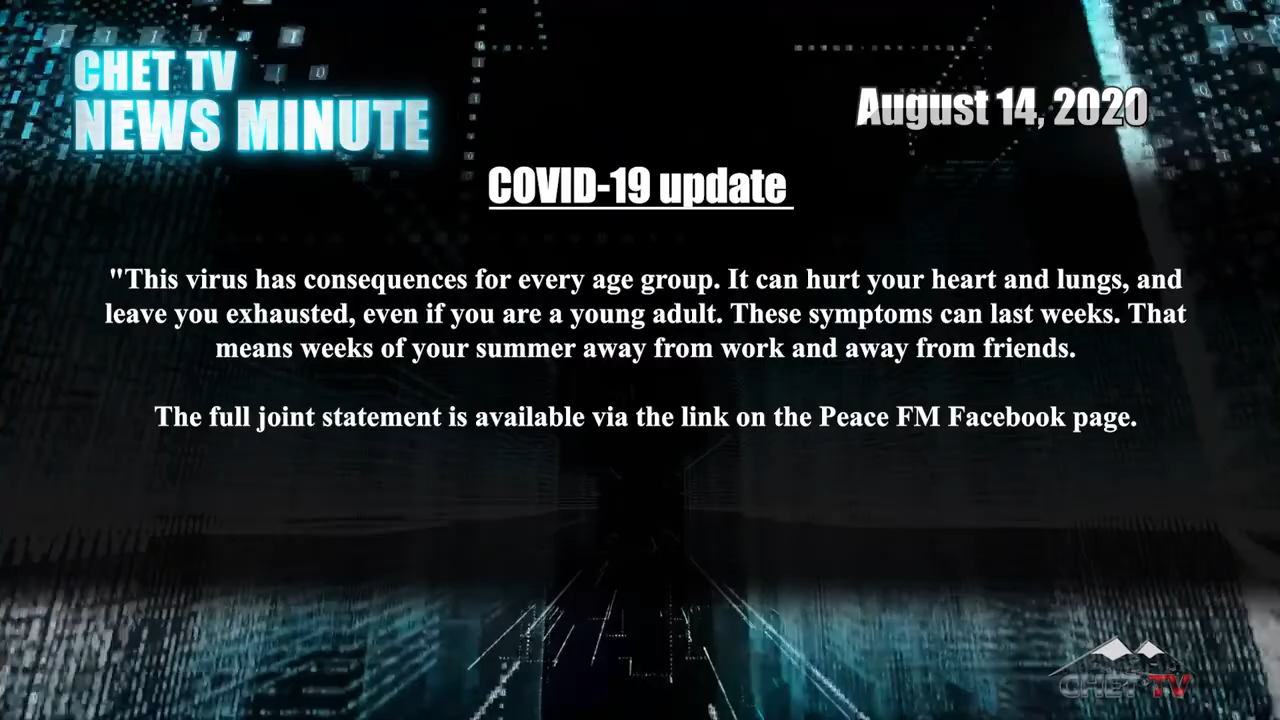 CHET TV
NEWS MINUTE
August 14, 2020
COVID-19 update
"This virus has consequences for every age group. It can hurt your heart and lungs, and
leave you exhausted, even if you are a young adult. These symptoms can last weeks. That
means weeks of your summer away from work and away from friends.
The full joint statement is available via the link on the Peace FM Facebook page.
CHET TV